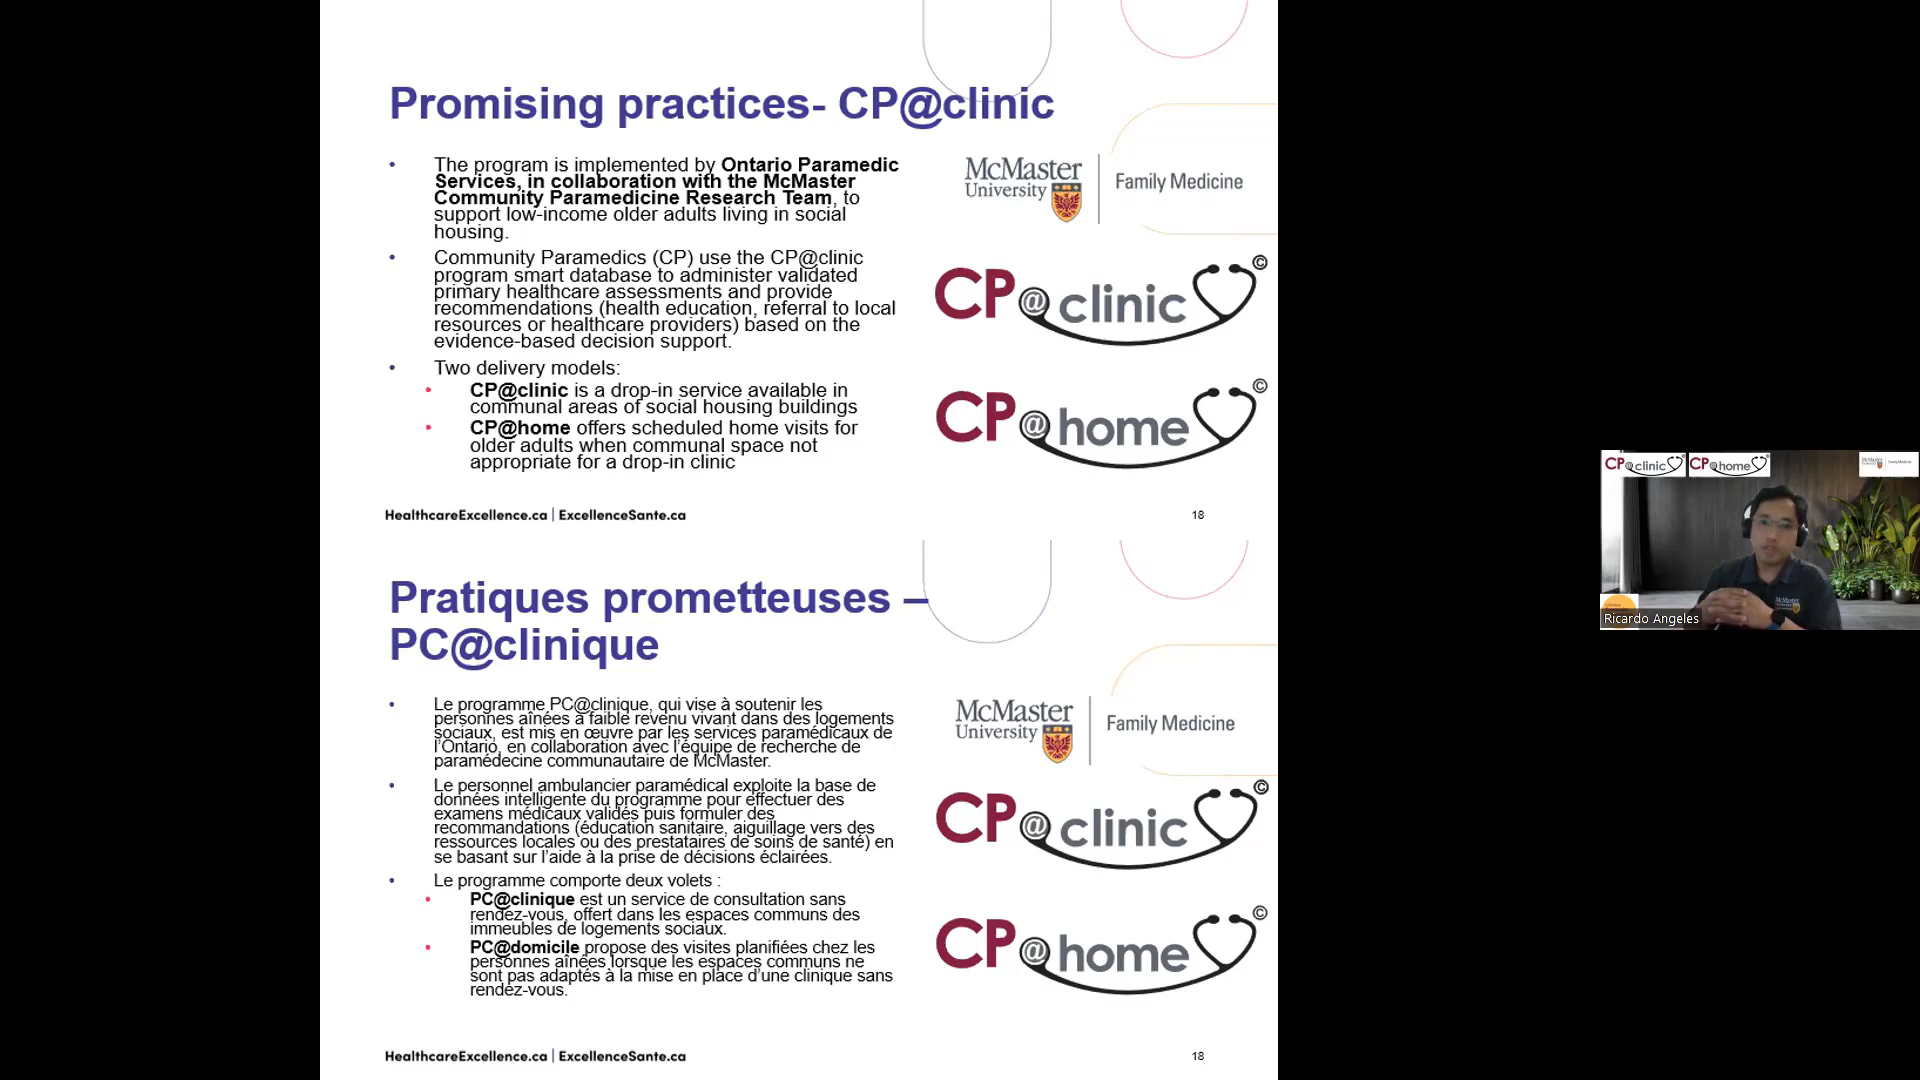 Promising practices- CP@clinic
• The program is implemented by Ontario Paramedic
Services, in collaboration with the McMaster
Community Paramedicine Research Team, to
support low-income older adults living in social
housing.
• Community Paramedics (CP) use the CP@clinic
program smart database to administer validated
primary healthcare assessments and provide
recommendations (health education, referral to local
resources or healthcare providers) based on the
evidence-based decision support.
• Two delivery models:
• CP@clinic is a drop-in service available in
communal areas of social housing buildings
• CP@home offers scheduled home visits for
older adults when communal space not
appropriate for a drop-in clinic
McMaster
University
Family Medicine
CP@clinic ©
CP@home ©
HealthcareExcellence.ca | ExcellenceSante.ca
18
Pratiques prometteuses –
PC@clinique
• Le programme PC@clinique, qui vise à soutenir les
personnes aînées à faible revenu vivant dans des logements
sociaux, est mis en œuvre par les services paramédicaux de
l’Ontario, en collaboration avec l’équipe de recherche de
paramédecine communautaire de McMaster.
• Le personnel ambulancier paramédical exploite la base de
données intelligente du programme pour effectuer des
examens médicaux validés puis formuler des
recommandations (éducation sanitaire, aiguillage vers des
ressources locales ou des prestataires de soins de santé) en
se basant sur l’aide à la prise de décisions éclairées.
• Le programme comporte deux volets :
• PC@clinique est un service de consultation sans
rendez-vous, offert dans les espaces communs des
immeubles de logements sociaux.
• PC@domicile propose des visites planifiées chez les
personnes aînées lorsque les espaces communs ne
sont pas adaptés à la mise en place d’une clinique sans
rendez-vous.
McMaster
University
Family Medicine
CP@clinic ©
CP@home ©
HealthcareExcellence.ca | ExcellenceSante.ca
18
CP@clinic
CP@home
Ricardo Angeles